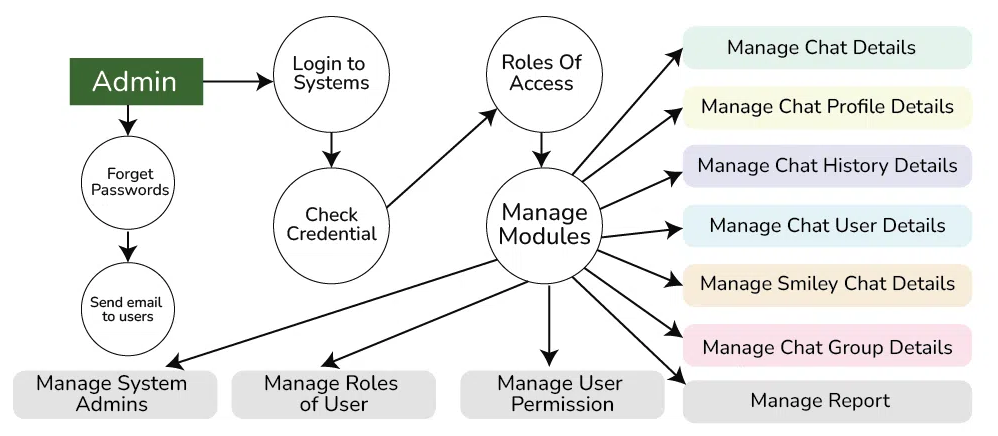 Admin
Login to
Systems
Roles Of
Access
Manage Chat Details
Manage Chat Profile Details
Manage Chat History Details
Manage Chat User Details
Manage Smiley Chat Details
Manage Chat Group Details
Manage Report
Forget
Passwords
Check
Credential
Manage
Modules
Send email
to users
Manage System
Admins
Manage Roles
of User
Manage User
Permission